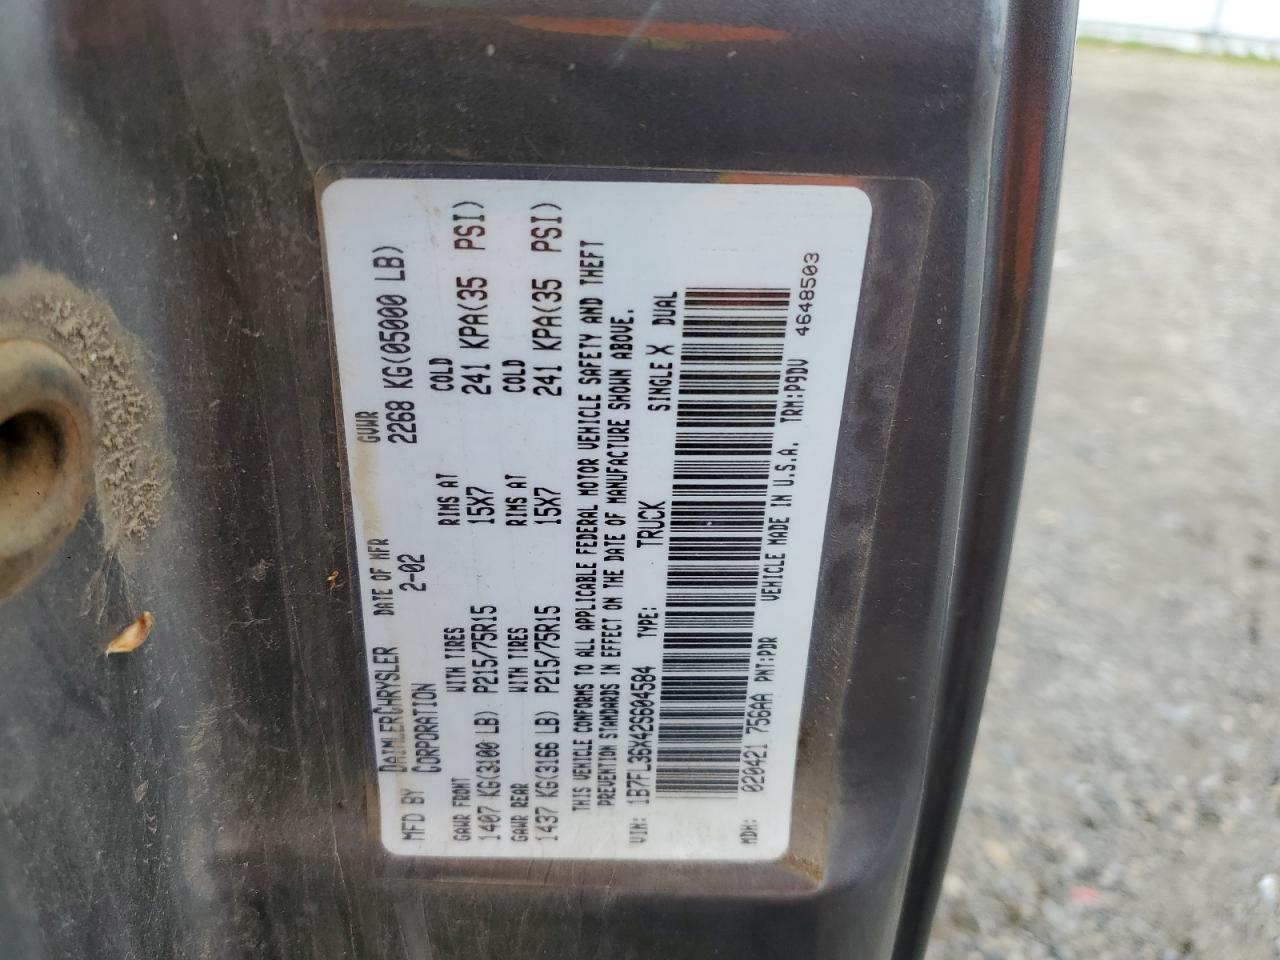 MFD BY DAIMLERCHRYSLER CORPORATION DATE OF MFR 2-02 GVWR 2268 KG(05000 LB)
GAWR FRONT WITH TIRES RIMS AT COLD
1407 KG(3100 LB) P215/75R15 15X7 241 KPA(35 PSI)
GAWR REAR WITH TIRES RIMS AT COLD
1437 KG(3166 LB) P215/75R15 15X7 241 KPA(35 PSI)
THIS VEHICLE CONFORMS TO ALL APPLICABLE FEDERAL MOTOR VEHICLE SAFETY AND THEFT
PREVENTION STANDARDS IN EFFECT ON THE DATE OF MANUFACTURE SHOWN ABOVE.
VIN: 1B7FL36X42S604584 TYPE: TRUCK SINGLE X DUAL
MDH: 020421 756AA PNT:PDR VEHICLE MADE IN U.S.A. TRM:P9DV 4648503